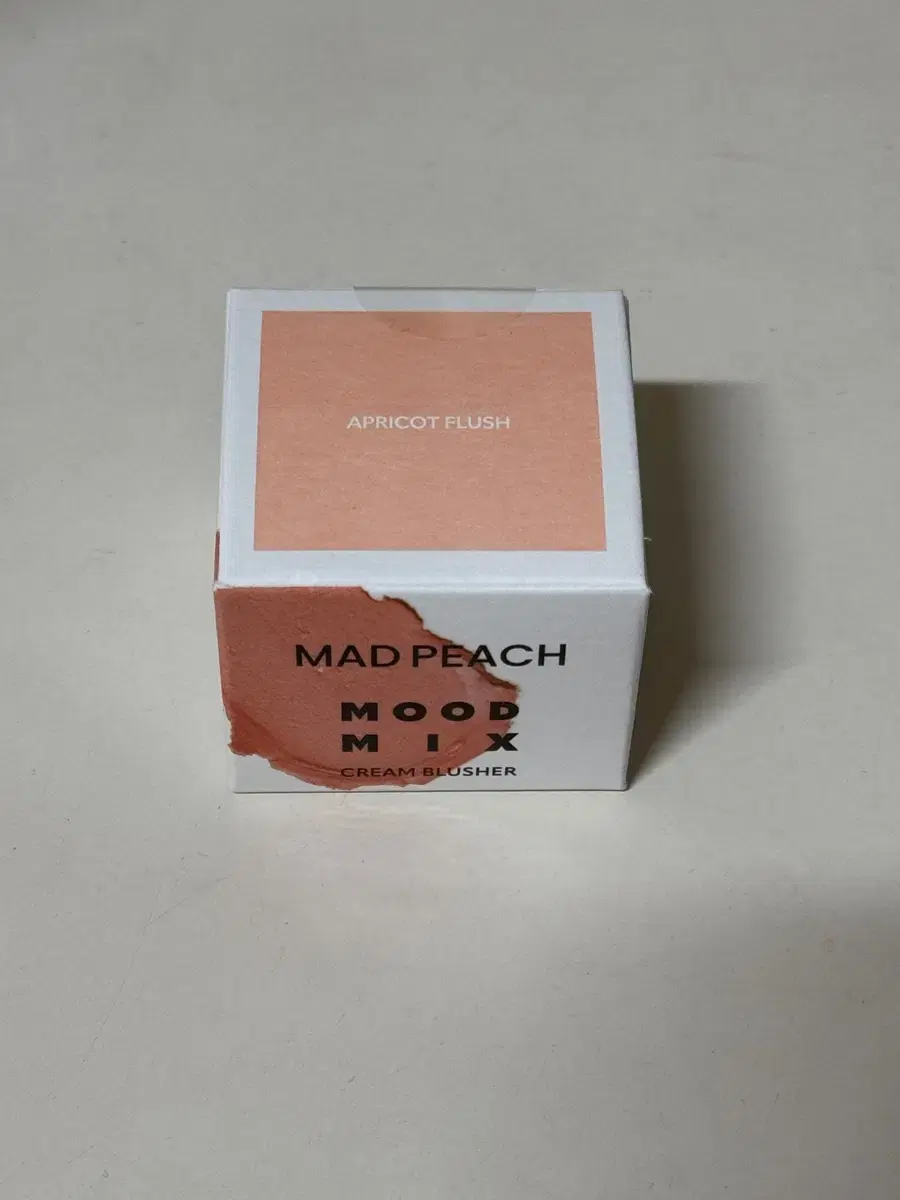 APRICOT FLUSH
MAD PEACH
MOOD
MIX
CREAM BLUSHER